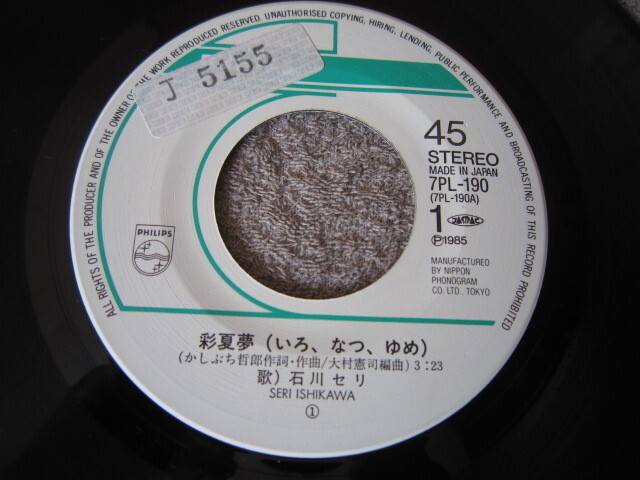 ALL RIGHTS OF THE PRODUCER AND OF THE OWNER OF THE WORK REPRODUCED RESERVED. UNAUTHORISED COPYING, HIRING, LENDING, PUBLIC PERFORMANCE AND BROADCASTING OF THIS RECORD PROHIBITED
J 5155
45
STEREO
MADE IN JAPAN
7PL-190
(7PL-190A)
1 JASRAC
Ⓟ1985
PHILIPS
MANUFACTURED
BY NIPPON
PHONOGRAM
CO. LTD., TOKYO
彩夏夢 (いろ、なつ、ゆめ)
(かしぶち哲郎作詞・作曲/大村憲司編曲) 3:23
歌) 石川セリ
SERI ISHIKAWA
①